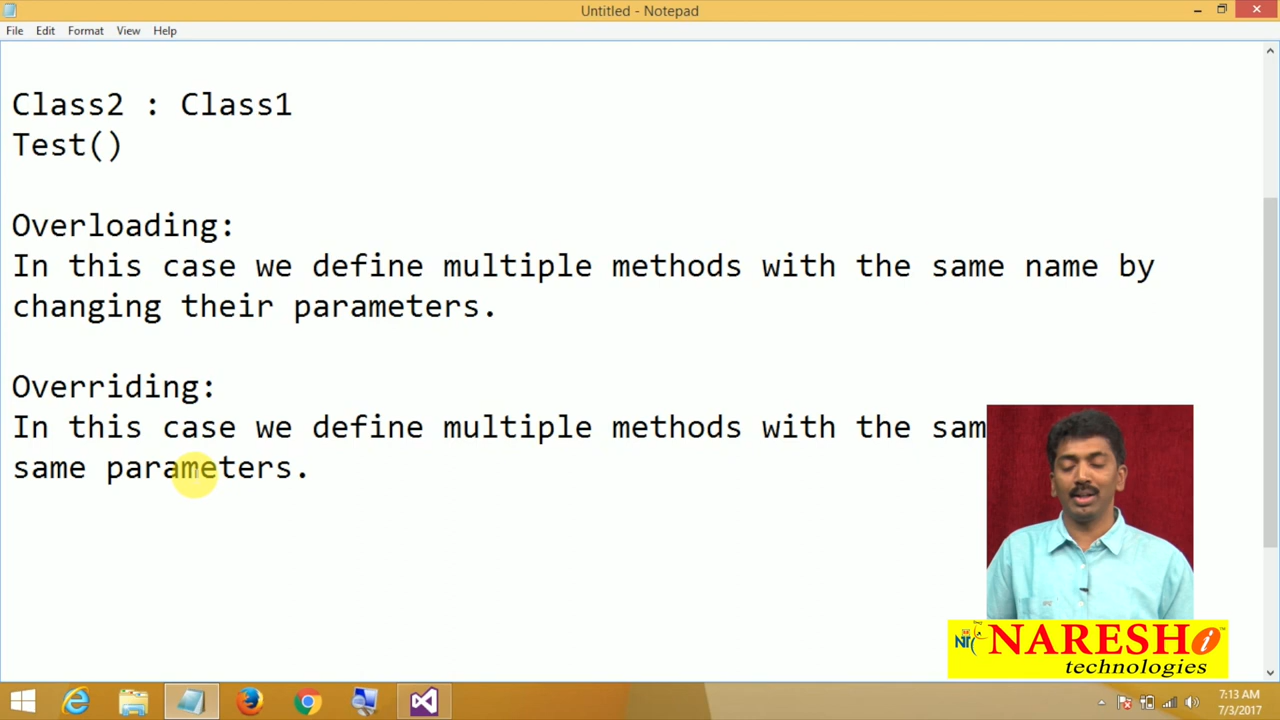 Untitled - Notepad
File Edit Format View Help
Class2 : Class1
Test()
Overloading:
In this case we define multiple methods with the same name by
changing their parameters.
Overriding:
In this case we define multiple methods with the sam
same parameters.
NARESH i
technologies
7:13 AM
7/3/2017